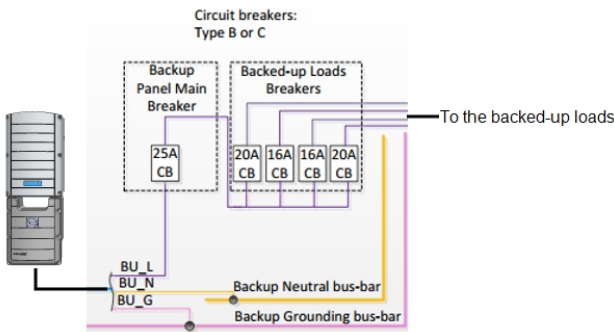 Circuit breakers:
Type B or C
Backup
Panel Main
Breaker
Backed-up Loads
Breakers
To the backed-up loads
25A
CB
20A
CB
16A
CB
16A
CB
20A
CB
BU_L
BU_N
BU_G
Backup Neutral bus-bar
Backup Grounding bus-bar